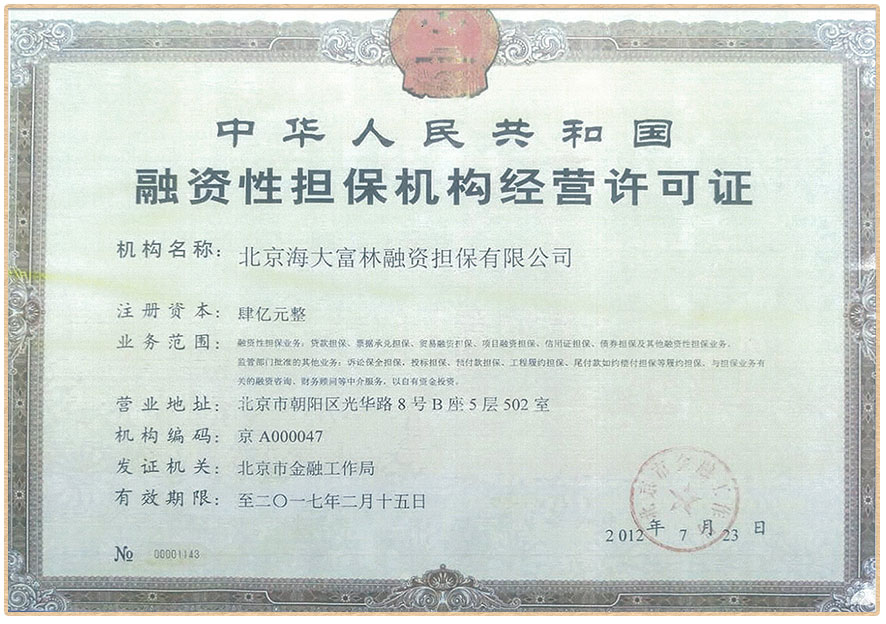 中华人民共和国
融资性担保机构经营许可证
机构名称：北京海大富林融资担保有限公司
注册资本：肆亿元整
业务范围：融资性担保业务：贷款担保、票据承兑担保、贸易融资担保、项目融资担保、信用证担保、债券担保及其他融资性担保业务。
监管部门批准的其他业务：诉讼保全担保、投标担保、预付款担保、工程履约担保、尾付款如约偿付担保等履约担保，与担保业务有
关的融资咨询、财务顾问等中介服务，以自有资金投资。
营业地址：北京市朝阳区光华路8号B座5层502室
机构编码：京A000047
发证机关：北京市金融工作局
有效期限：至二〇一七年二月十五日
2012年7月23日
№ 00001143